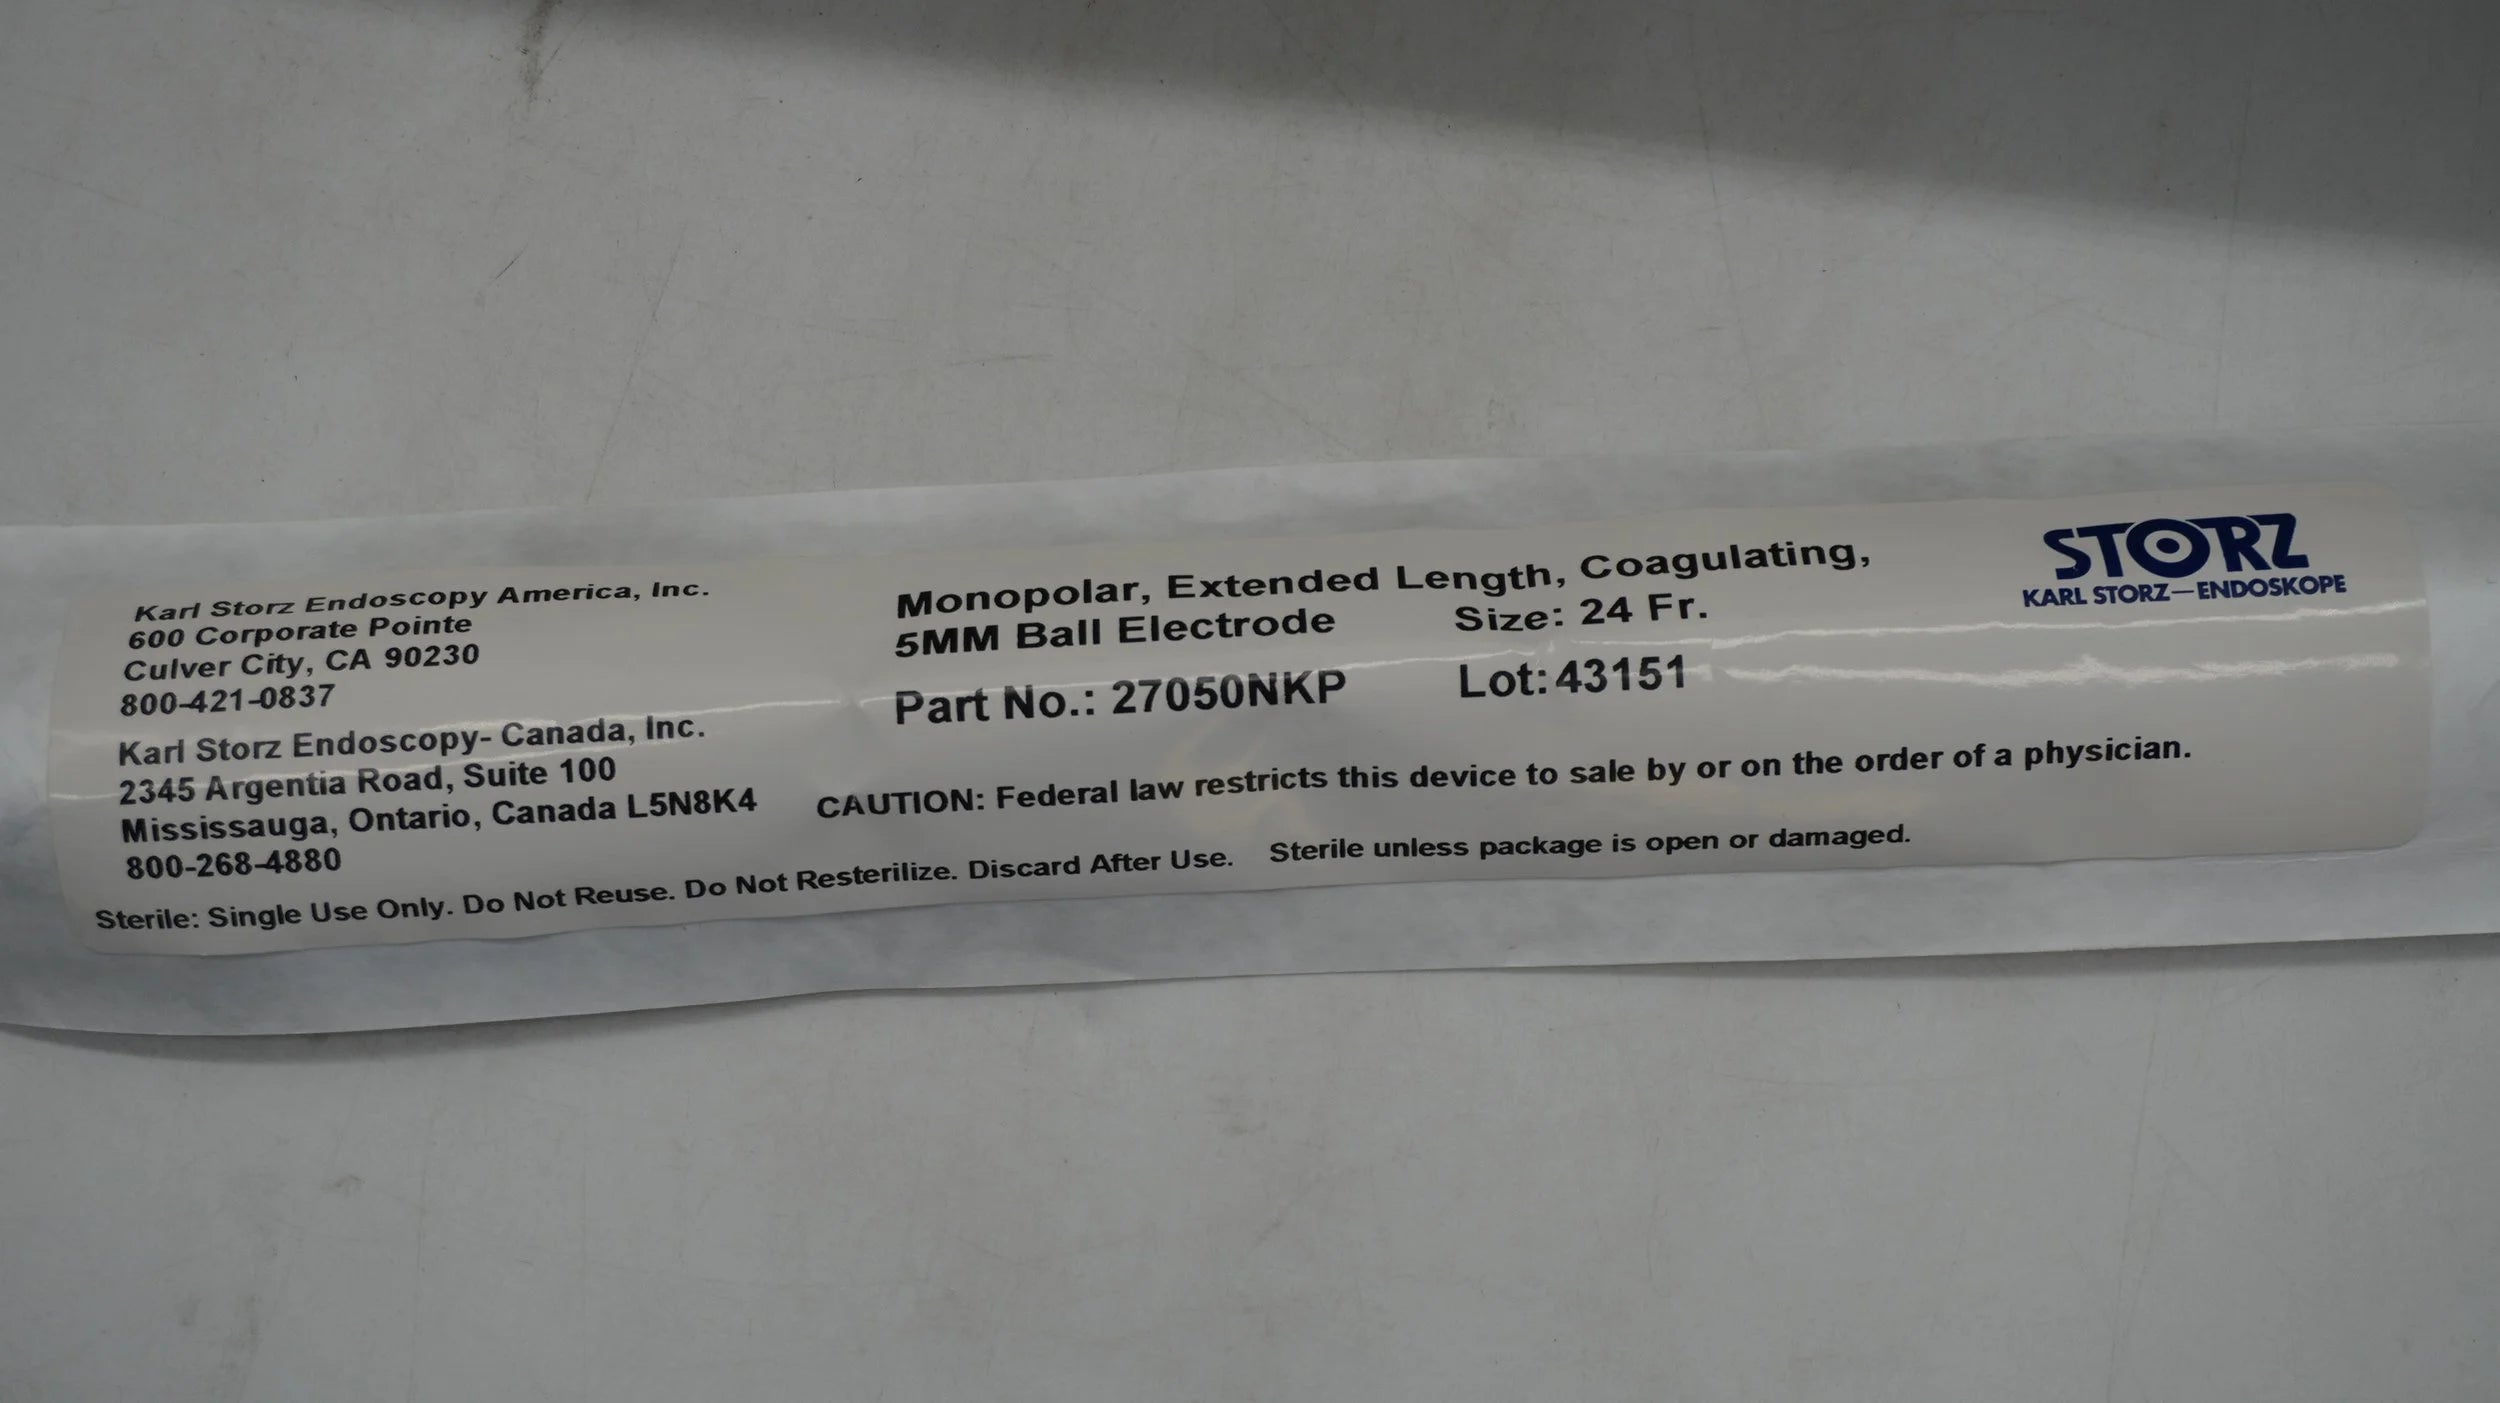 Karl Storz Endoscopy America, Inc.
600 Corporate Pointe
Culver City, CA 90230
800-421-0837
Karl Storz Endoscopy- Canada, Inc.
2345 Argentia Road, Suite 100
Mississauga, Ontario, Canada L5N8K4
800-268-4880
Monopolar, Extended Length, Coagulating,
5MM Ball Electrode Size: 24 Fr.
Part No.: 27050NKP Lot: 43151
STORZ
KARL STORZ—ENDOSKOPE
CAUTION: Federal law restricts this device to sale by or on the order of a physician.
Sterile: Single Use Only. Do Not Reuse. Do Not Resterilize. Discard After Use. Sterile unless package is open or damaged.